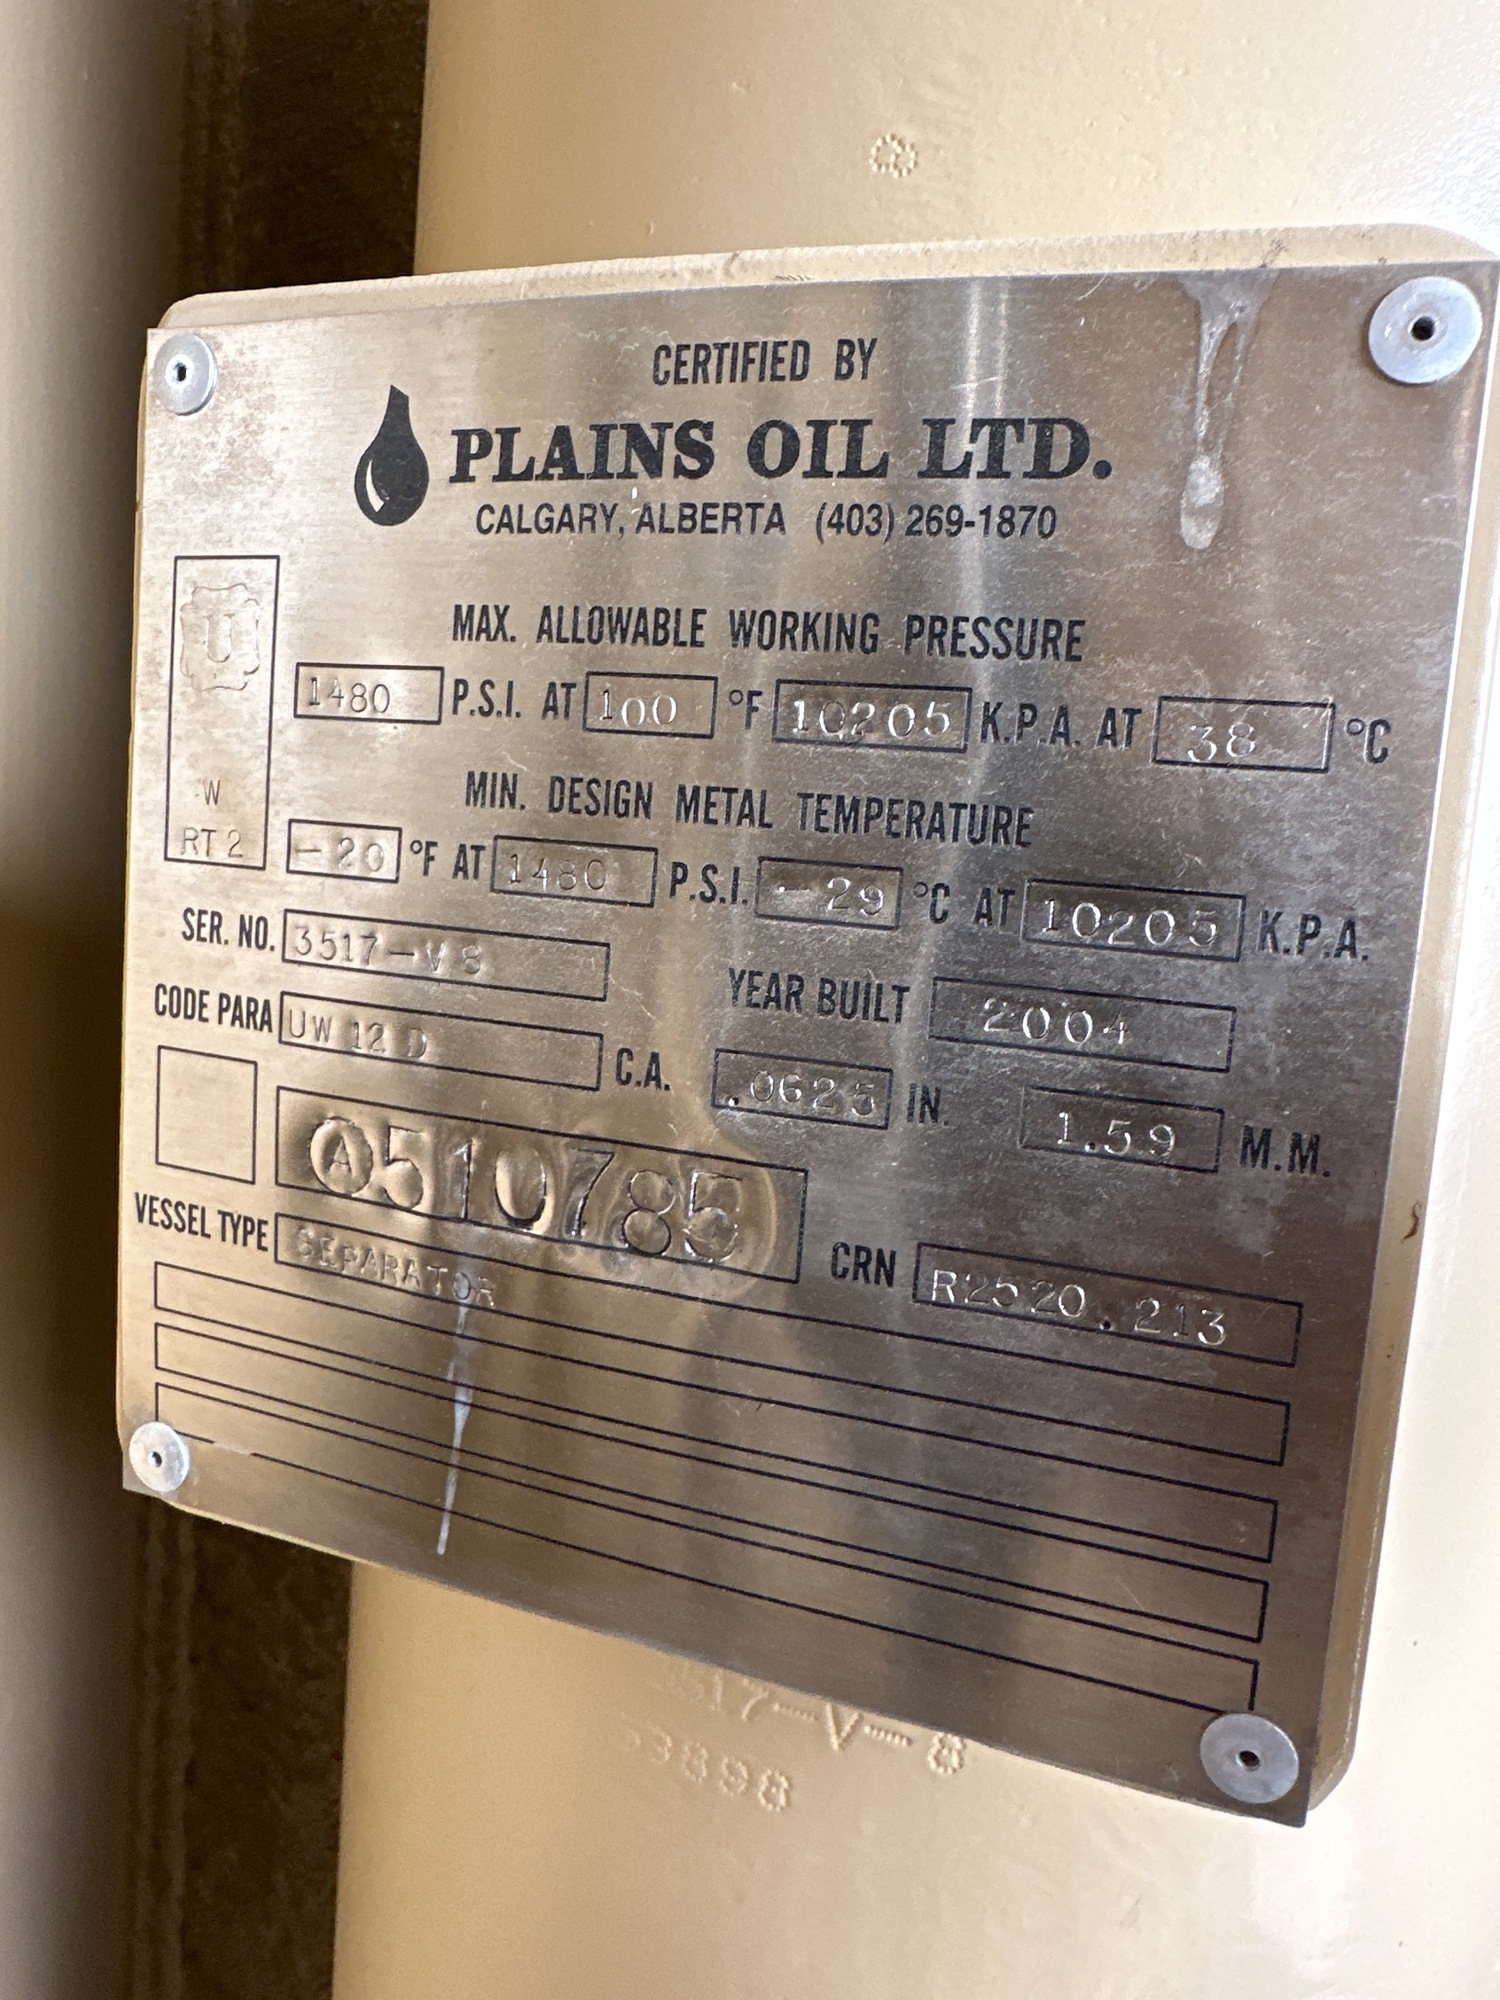 CERTIFIED BY
PLAINS OIL LTD.
CALGARY, ALBERTA (403) 269-1870
U
W
RT 2
MAX. ALLOWABLE WORKING PRESSURE
1480 P.S.I. AT 100 °F 10205 K.P.A. AT 38 °C
MIN. DESIGN METAL TEMPERATURE
-20 °F AT 1480 P.S.I. -29 °C AT 10205 K.P.A.
SER. NO. 3517-V8 YEAR BUILT 2004
CODE PARA UW 12 D C.A. .0625 IN. 1.59 M.M.
A510785
VESSEL TYPE SEPARATOR CRN R2520.213
517-V-8
3898